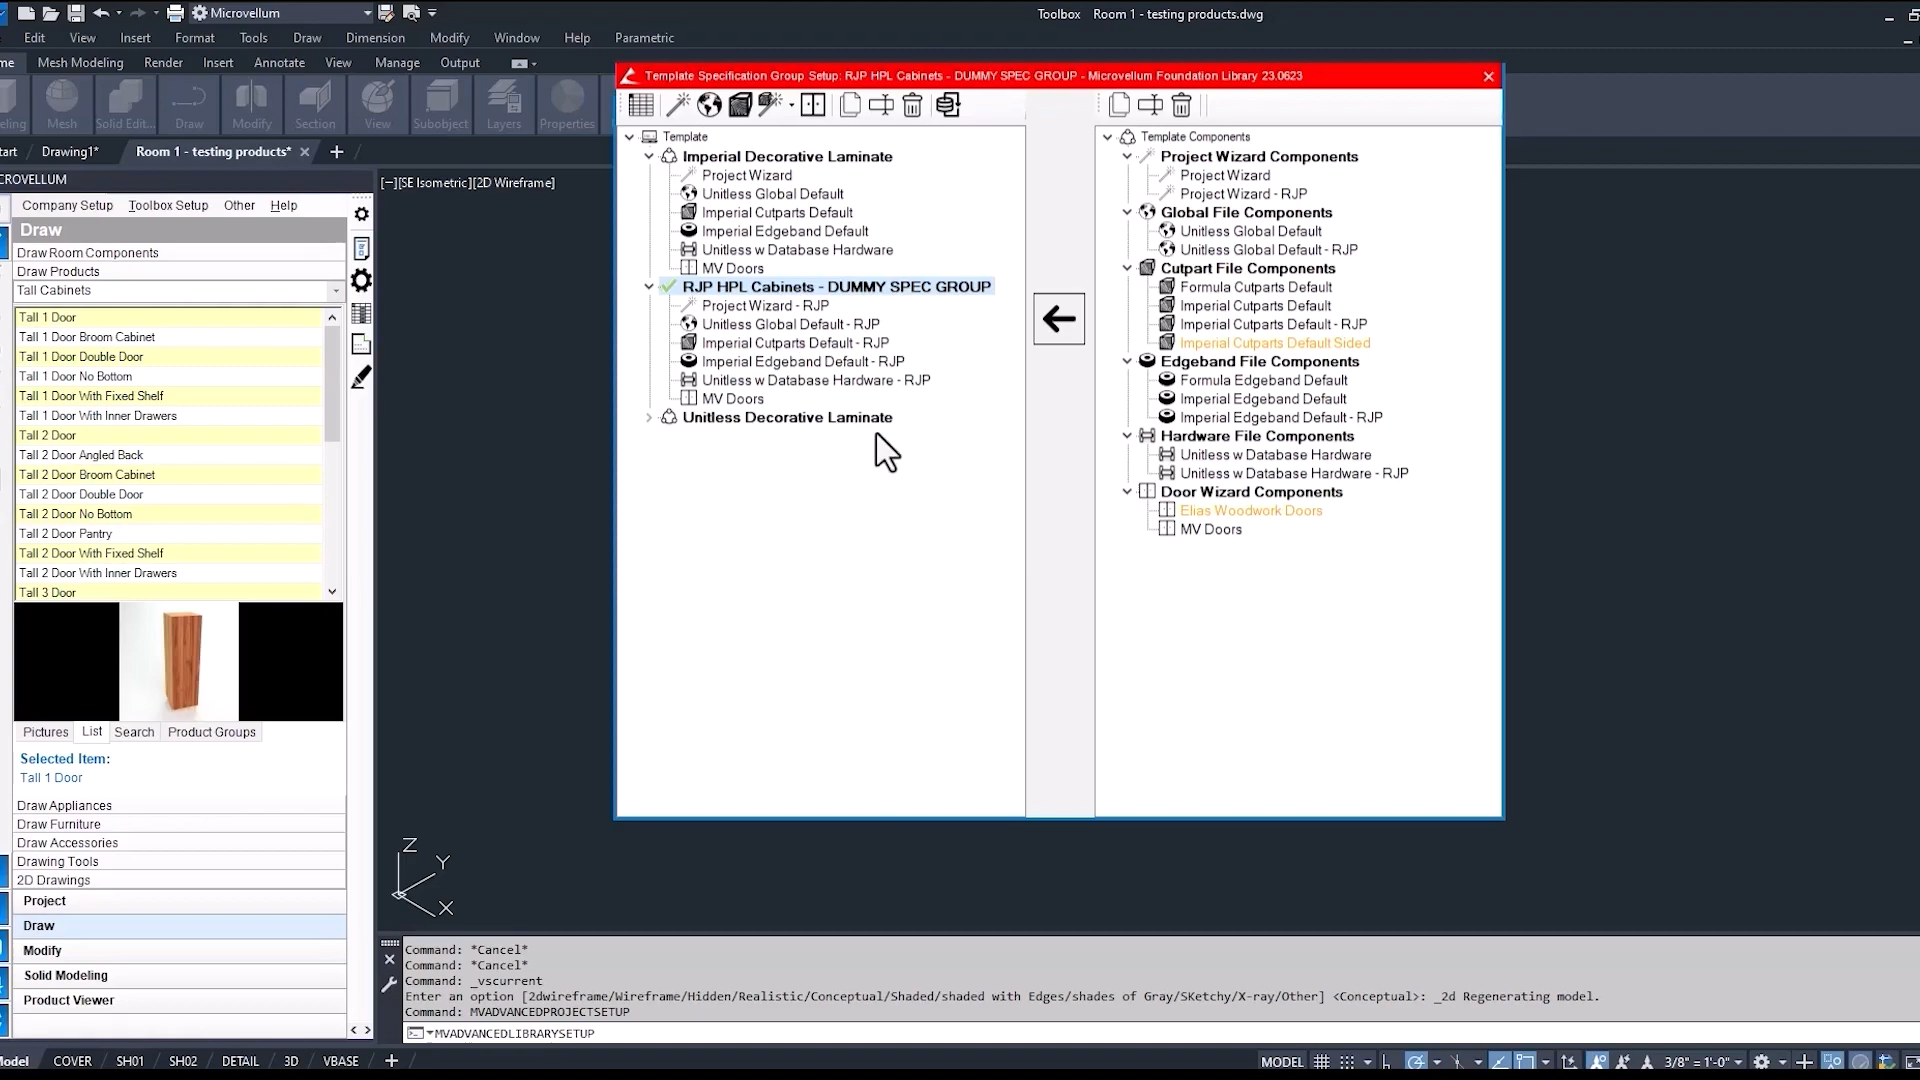 Microvellum
Toolbox Room 1 - testing products.dwg
Edit View Insert Format Tools Draw Dimension Modify Window Help Parametric
me Mesh Modeling Render Insert Annotate View Manage Output
eling Mesh Solid Edit... Draw Modify Section View Subobject Layers Properties
tart Drawing1* Room 1 - testing products*
CROVELLUM
Company Setup Toolbox Setup Other Help
Draw
Draw Room Components
Draw Products
Tall Cabinets
Tall 1 Door
Tall 1 Door Broom Cabinet
Tall 1 Door Double Door
Tall 1 Door No Bottom
Tall 1 Door With Fixed Shelf
Tall 1 Door With Inner Drawers
Tall 2 Door
Tall 2 Door Angled Back
Tall 2 Door Broom Cabinet
Tall 2 Door Double Door
Tall 2 Door No Bottom
Tall 2 Door Pantry
Tall 2 Door With Fixed Shelf
Tall 2 Door With Inner Drawers
Tall 3 Door
Pictures List Search Product Groups
Selected Item:
Tall 1 Door
Draw Appliances
Draw Furniture
Draw Accessories
Drawing Tools
2D Drawings
Project
Draw
Modify
Solid Modeling
Product Viewer
[−][SE Isometric][2D Wireframe]
Template Specification Group Setup: RJP HPL Cabinets - DUMMY SPEC GROUP - Microvellum Foundation Library 23.0623
Template
Imperial Decorative Laminate
Project Wizard
Unitless Global Default
Imperial Cutparts Default
Imperial Edgeband Default
Unitless w Database Hardware
MV Doors
RJP HPL Cabinets - DUMMY SPEC GROUP
Project Wizard - RJP
Unitless Global Default - RJP
Imperial Cutparts Default - RJP
Imperial Edgeband Default - RJP
Unitless w Database Hardware - RJP
MV Doors
Unitless Decorative Laminate
Template Components
Project Wizard Components
Project Wizard
Project Wizard - RJP
Global File Components
Unitless Global Default
Unitless Global Default - RJP
Cutpart File Components
Formula Cutparts Default
Imperial Cutparts Default
Imperial Cutparts Default - RJP
Imperial Cutparts Default Sided
Edgeband File Components
Formula Edgeband Default
Imperial Edgeband Default
Imperial Edgeband Default - RJP
Hardware File Components
Unitless w Database Hardware
Unitless w Database Hardware - RJP
Door Wizard Components
Elias Woodwork Doors
MV Doors
Z
Y
X
Command: *Cancel*
Command: *Cancel*
Command: _vscurrent
Enter an option [2dwireframe/Wireframe/Hidden/Realistic/Conceptual/Shaded/shaded with Edges/shades of Gray/SKetchy/X-ray/Other] <Conceptual>: _2d Regenerating model.
Command: MVADVANCEDPROJECTSETUP
MVADVANCEDLIBRARYSETUP
Model COVER SH01 SH02 DETAIL 3D VBASE
MODEL 3/8" = 1'-0"